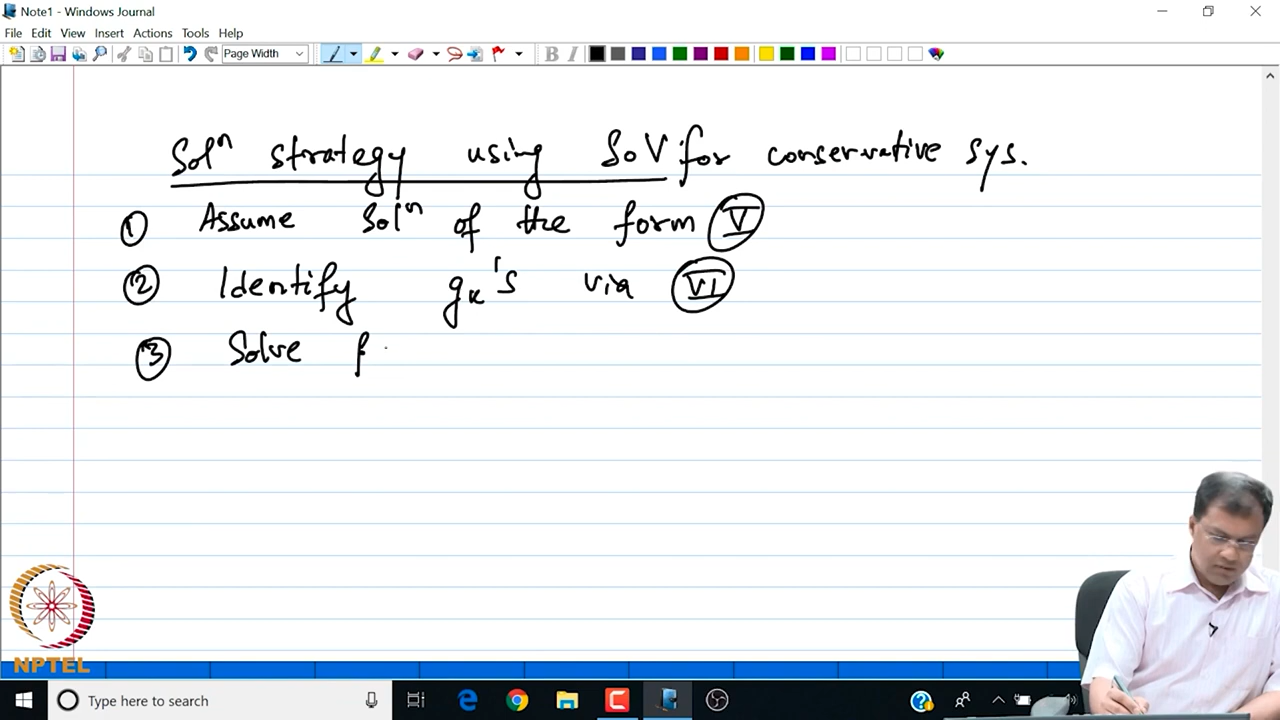 Note1 - Windows Journal
File Edit View Insert Actions Tools Help
Page Width
B I
Solⁿ strategy using SoV for conservative sys.
① Assume Solⁿ of the form Ⓥ
② Identify gₖ's via VI
③ Solve f
NPTEL
Type here to search